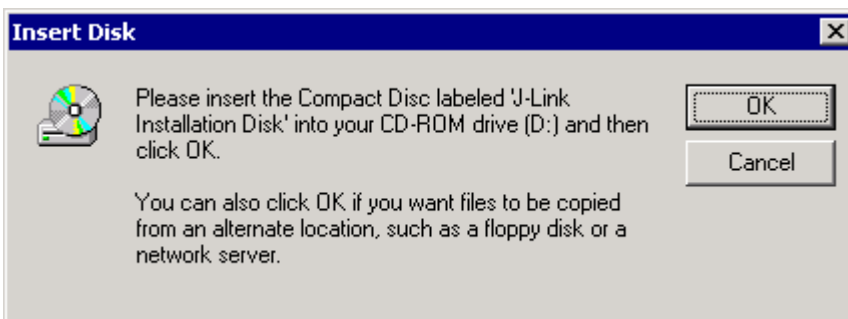 Insert Disk
Please insert the Compact Disc labeled 'J-Link
Installation Disk' into your CD-ROM drive (D:) and then
click OK.
You can also click OK if you want files to be copied
from an alternate location, such as a floppy disk or a
network server.
OK
Cancel